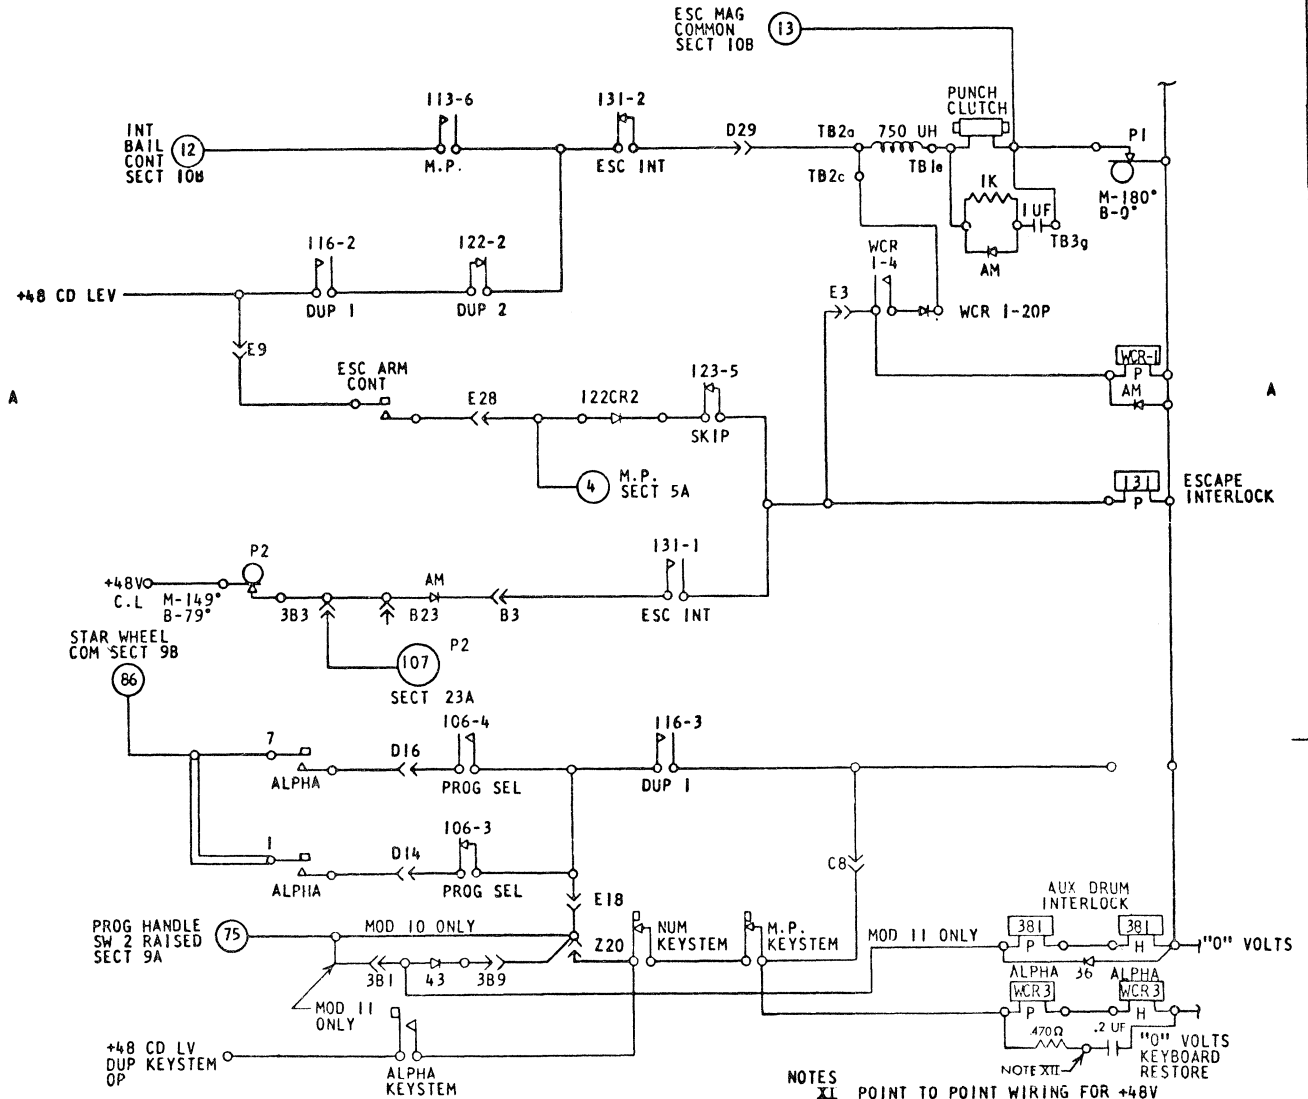 ESC MAG
COMMON
SECT 10B
13
INT
BAIL
CONT
SECT 10B
12
113-6
M.P.
131-2
ESC INT
D29
TB2a
750 UH
TB1e
PUNCH
CLUTCH
P1
M-180°
B-0°
TB2c
1K
1UF
TB3g
AM
116-2
DUP 1
122-2
DUP 2
+48 CD LEV
WCR
1-4
E3
WCR 1-20P
E9
ESC ARM
CONT
E28
122CR2
123-5
SKIP
WCR-1
P
AM
A
A
4
M.P.
SECT 5A
131
P
ESCAPE
INTERLOCK
P2
+48V
C.L
M-149°
B-79°
3B3
B23
AM
B3
131-1
ESC INT
107
P2
SECT 23A
STAR WHEEL
COM SECT 9B
86
7
ALPHA
D16
106-4
PROG SEL
116-3
DUP 1
1
ALPHA
D14
106-3
PROG SEL
C8
E18
PROG HANDLE
SW 2 RAISED
SECT 9A
75
MOD 10 ONLY
Z20
NUM
KEYSTEM
M.P.
KEYSTEM
MOD 11 ONLY
AUX DRUM
INTERLOCK
381
P
381
H
"0" VOLTS
36
3B1
43
3B9
MOD 11
ONLY
ALPHA
WCR3
P
ALPHA
WCR3
H
470Ω
.2 UF
NOTE XII
"0" VOLTS
KEYBOARD
RESTORE
+48 CD LV
DUP KEYSTEM
OP
ALPHA
KEYSTEM
NOTES
XI POINT TO POINT WIRING FOR +48V